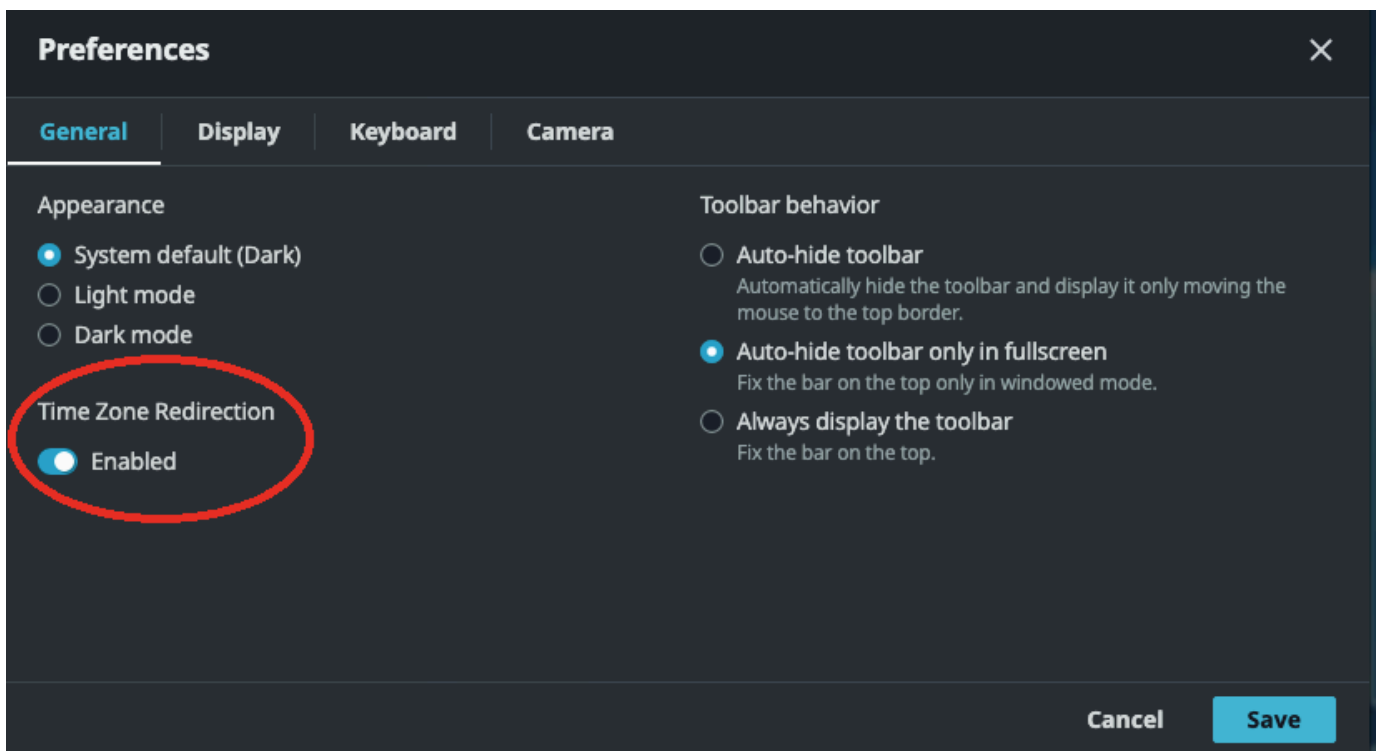 Preferences
General
Display
Keyboard
Camera
Appearance
System default (Dark)
Light mode
Dark mode
Time Zone Redirection
Enabled
Toolbar behavior
Auto-hide toolbar
Automatically hide the toolbar and display it only moving the
mouse to the top border.
Auto-hide toolbar only in fullscreen
Fix the bar on the top only in windowed mode.
Always display the toolbar
Fix the bar on the top.
Cancel
Save